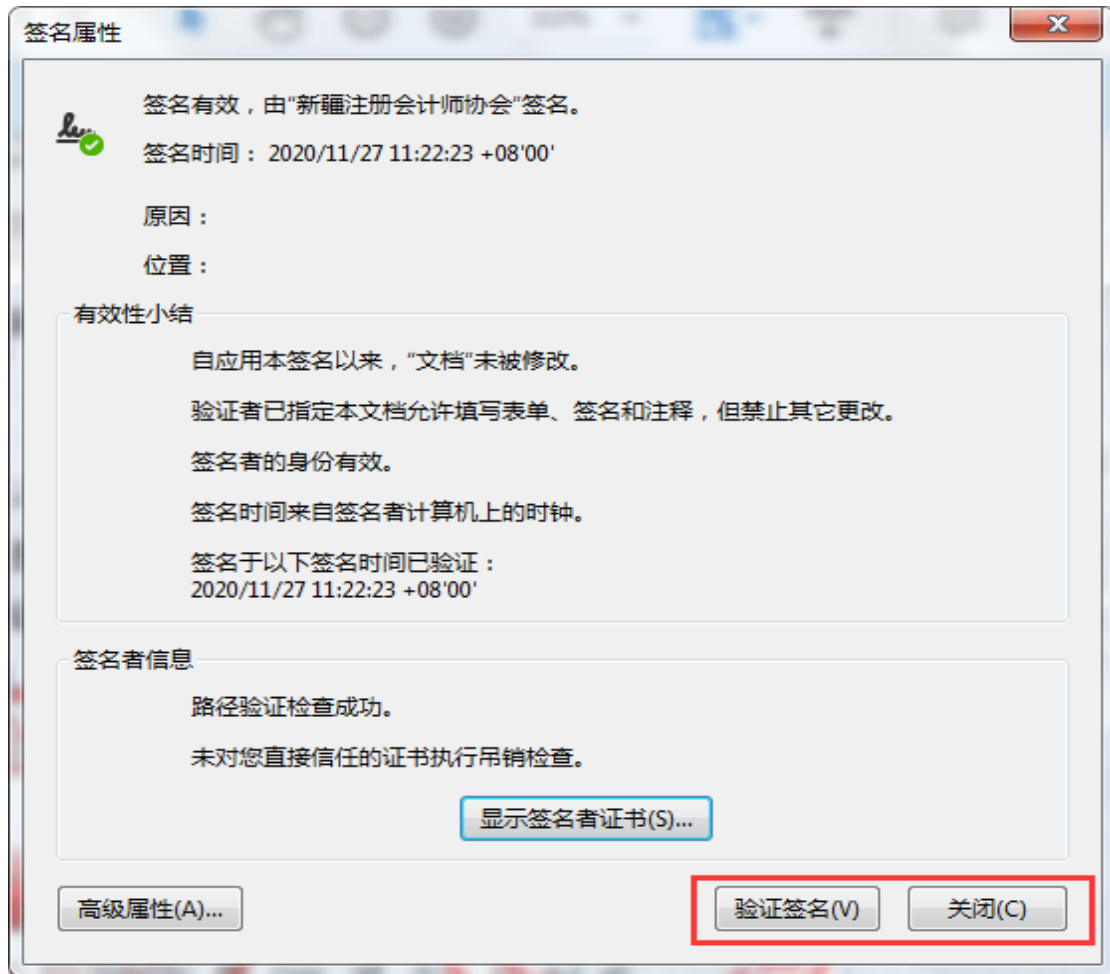 签名属性
签名有效，由“新疆注册会计师协会”签名。
签名时间： 2020/11/27 11:22:23 +08'00'
原因：
位置：
有效性小结
自应用本签名以来，“文档”未被修改。
验证者已指定本文档允许填写表单、签名和注释，但禁止其它更改。
签名者的身份有效。
签名时间来自签名者计算机上的时钟。
签名于以下签名时间已验证：
2020/11/27 11:22:23 +08'00'
签名者信息
路径验证检查成功。
未对您直接信任的证书执行吊销检查。
显示签名者证书(S)...
高级属性(A)... 验证签名(V) 关闭(C)